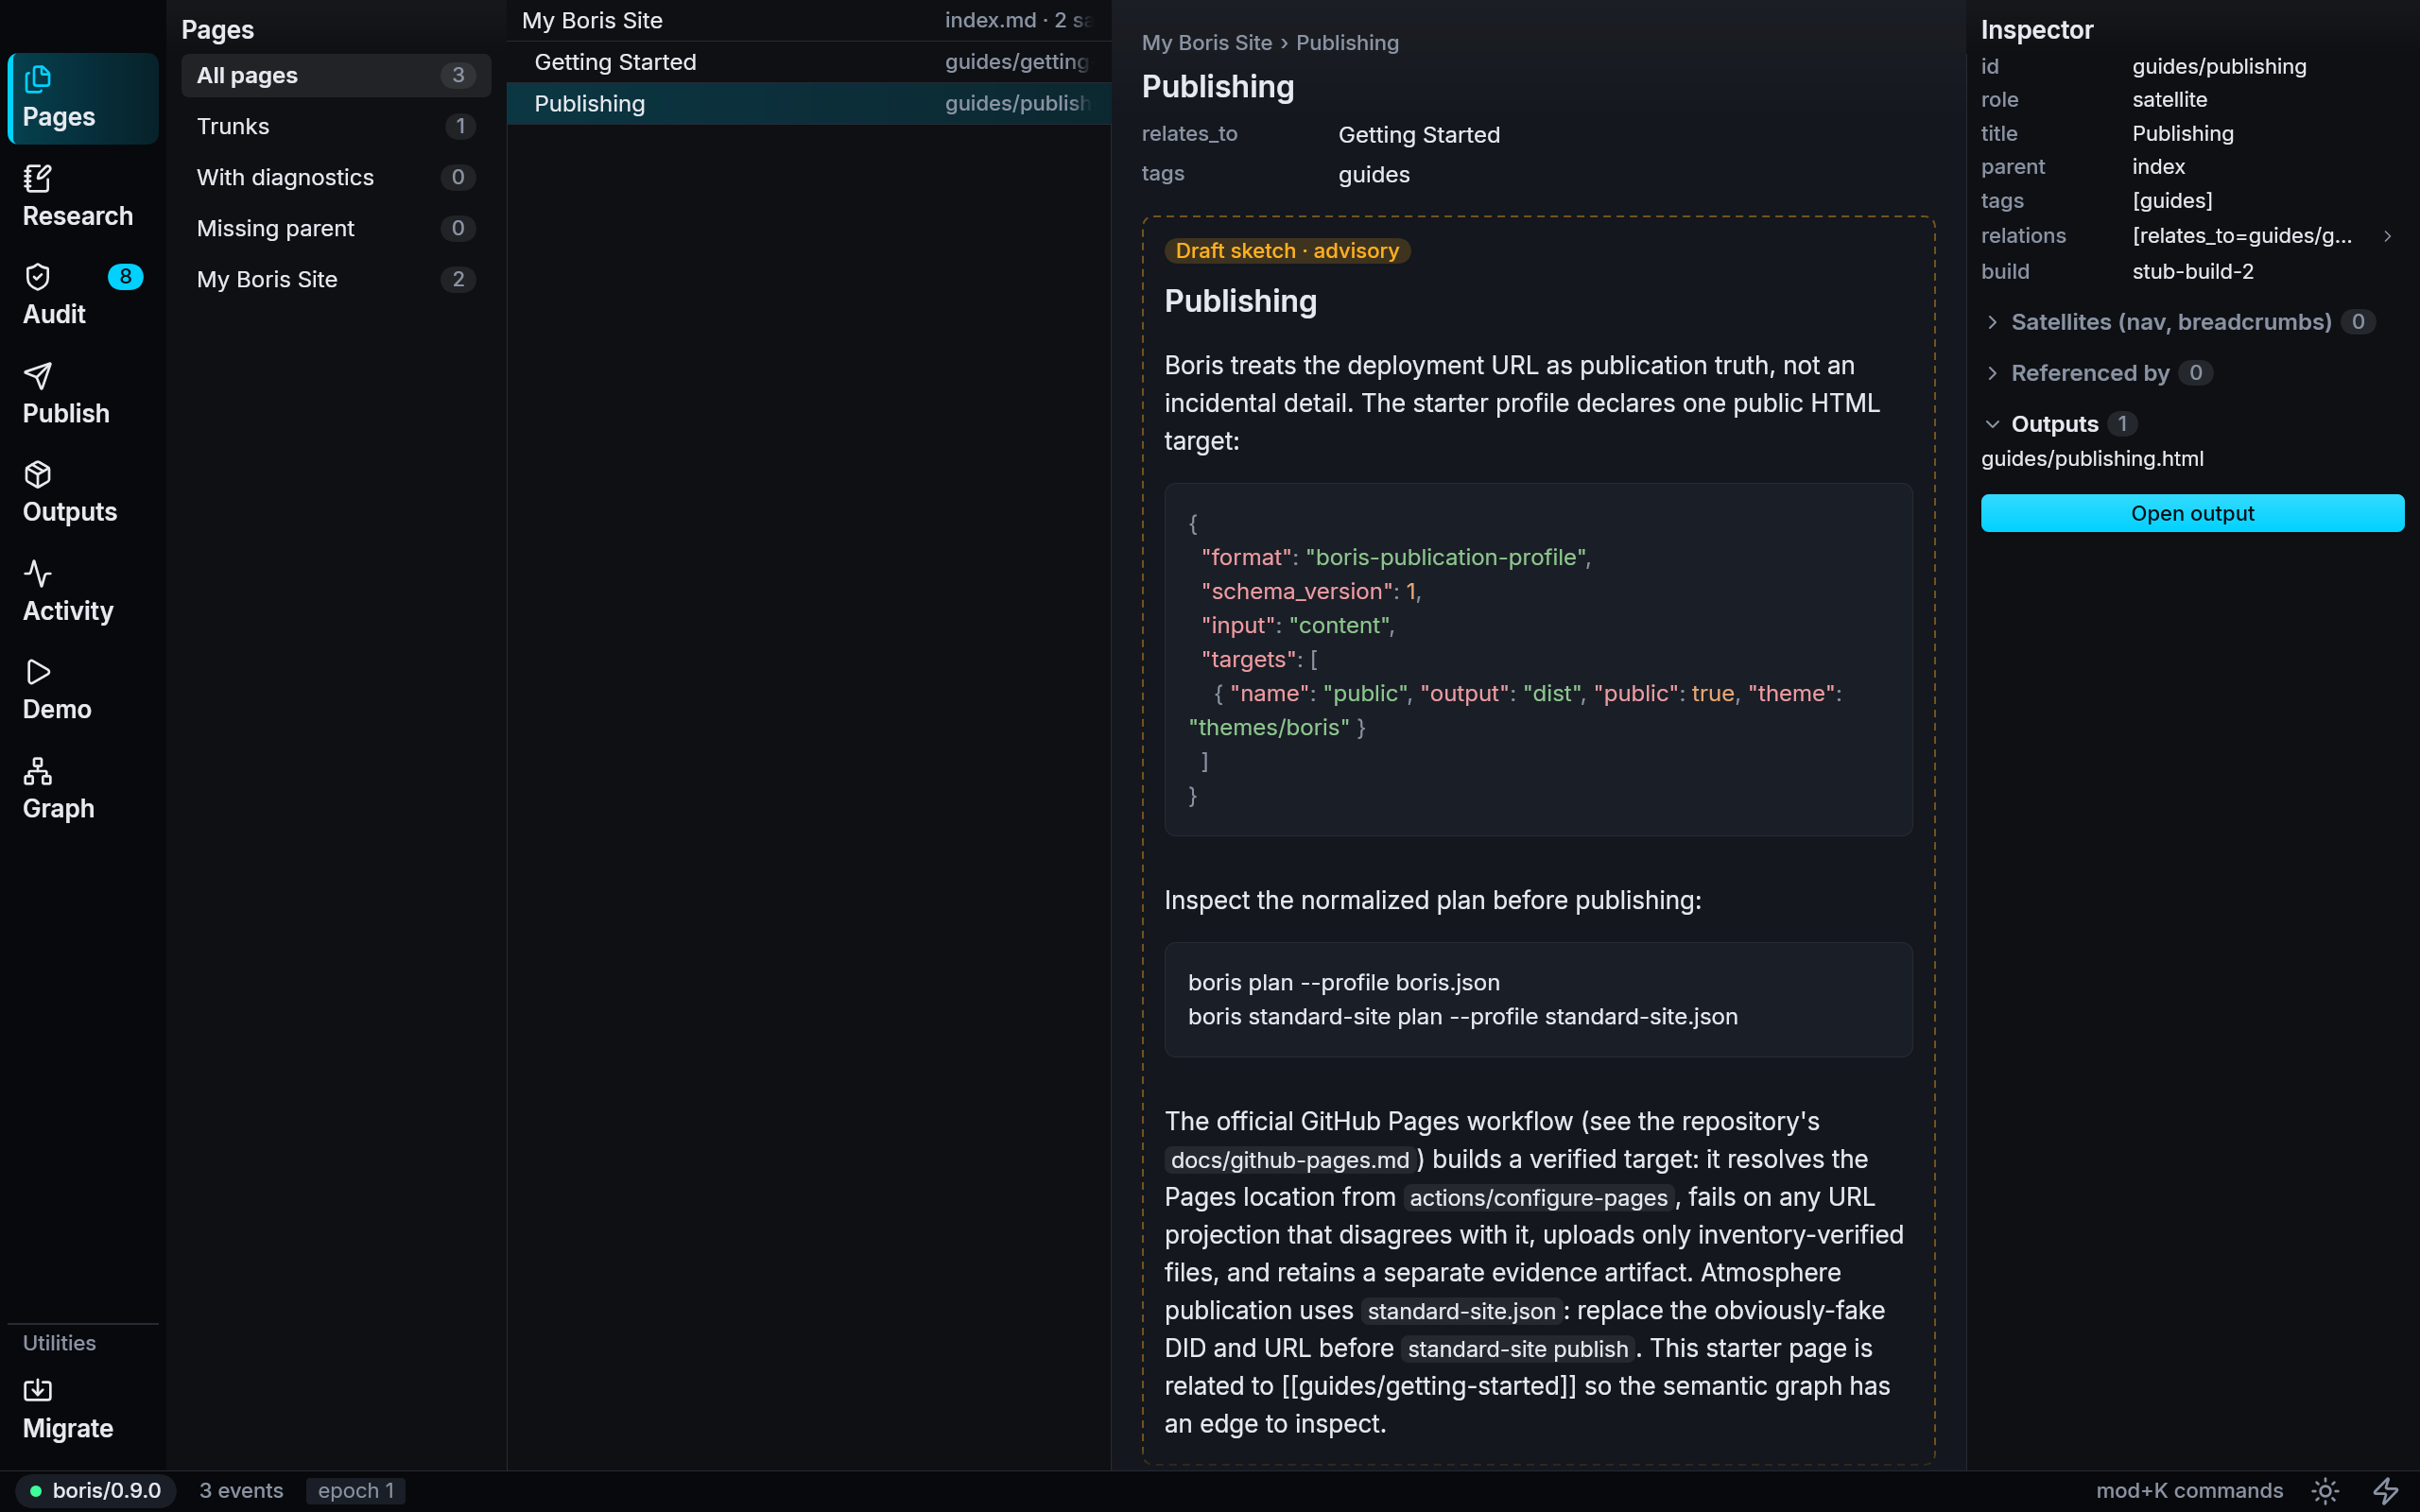 Pages
Research
8
Audit
Publish
Outputs
Activity
Demo
Graph
Utilities
Migrate
Pages
All pages 3
Trunks 1
With diagnostics 0
Missing parent 0
My Boris Site 2
My Boris Site index.md · 2 sa
Getting Started guides/getting
Publishing guides/publish
My Boris Site › Publishing
Publishing
relates_to Getting Started
tags guides
Draft sketch · advisory
Publishing
Boris treats the deployment URL as publication truth, not an
incidental detail. The starter profile declares one public HTML
target:
{
"format": "boris-publication-profile",
"schema_version": 1,
"input": "content",
"targets": [
{ "name": "public", "output": "dist", "public": true, "theme":
"themes/boris" }
]
}
Inspect the normalized plan before publishing:
boris plan --profile boris.json
boris standard-site plan --profile standard-site.json
The official GitHub Pages workflow (see the repository's
docs/github-pages.md) builds a verified target: it resolves the
Pages location from actions/configure-pages, fails on any URL
projection that disagrees with it, uploads only inventory-verified
files, and retains a separate evidence artifact. Atmosphere
publication uses standard-site.json: replace the obviously-fake
DID and URL before standard-site publish. This starter page is
related to [[guides/getting-started]] so the semantic graph has
an edge to inspect.
Inspector
id guides/publishing
role satellite
title Publishing
parent index
tags [guides]
relations [relates_to=guides/g...
build stub-build-2
Satellites (nav, breadcrumbs) 0
Referenced by 0
Outputs 1
guides/publishing.html
Open output
boris/0.9.0 3 events epoch 1
mod+K commands